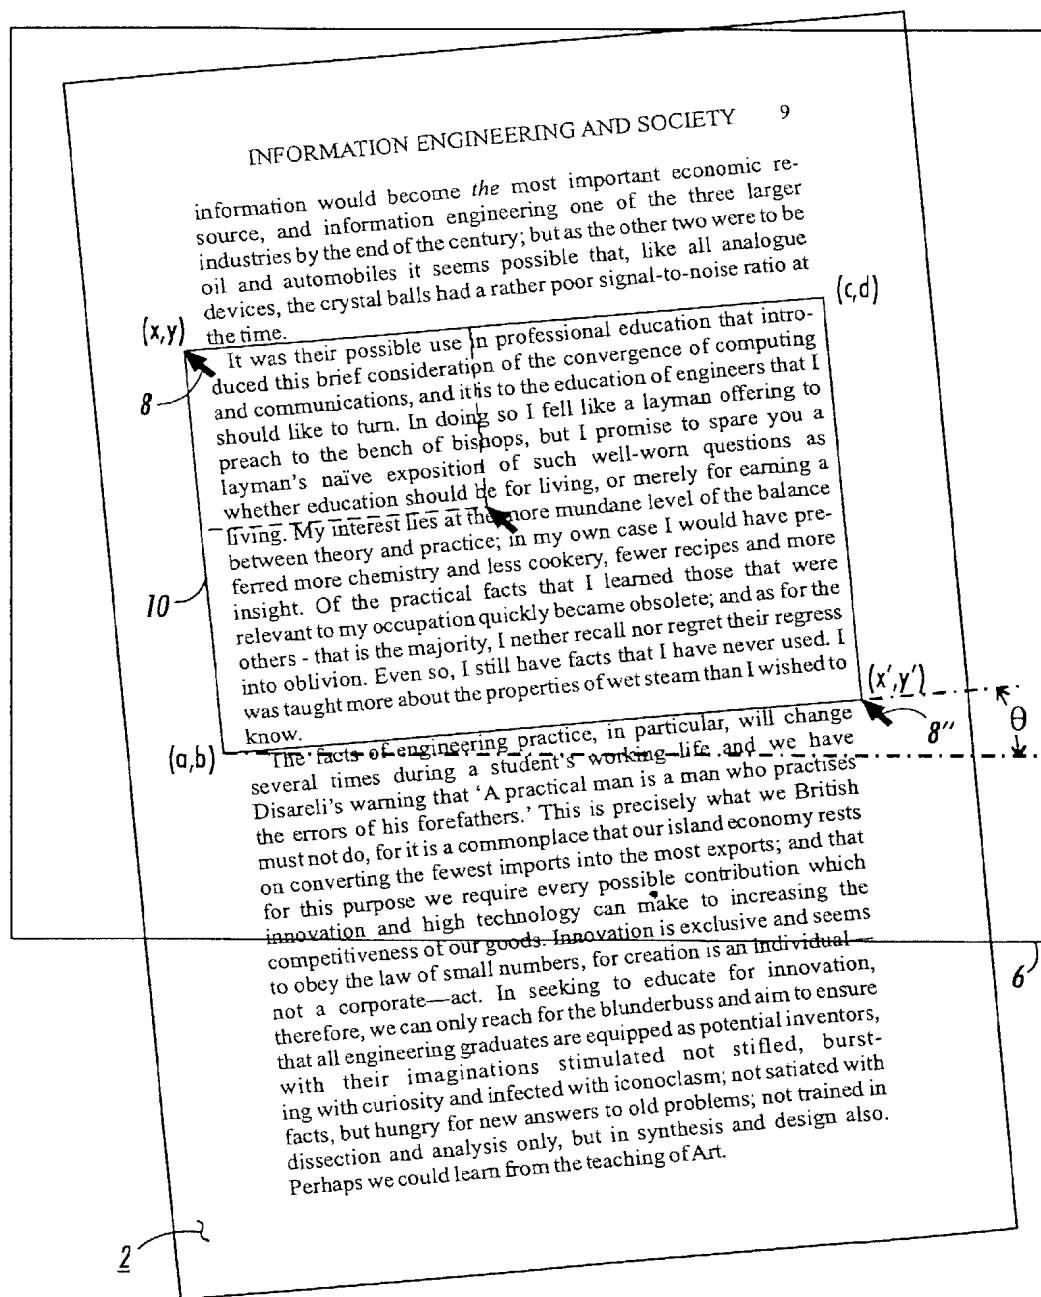 INFORMATION ENGINEERING AND SOCIETY 9
information would become the most important economic re-
source, and information engineering one of the three larger
industries by the end of the century; but as the other two were to be
oil and automobiles it seems possible that, like all analogue
devices, the crystal balls had a rather poor signal-to-noise ratio at
the time.
(x,y)
(c,d)
It was their possible use in professional education that intro-
duced this brief consideration of the convergence of computing
and communications, and it is to the education of engineers that I
should like to turn. In doing so I fell like a layman offering to
preach to the bench of bishops, but I promise to spare you a
layman's naïve exposition of such well-worn questions as
whether education should be for living, or merely for earning a
living. My interest lies at the more mundane level of the balance
between theory and practice; in my own case I would have pre-
ferred more chemistry and less cookery, fewer recipes and more
insight. Of the practical facts that I learned those that were
relevant to my occupation quickly became obsolete; and as for the
others - that is the majority, I nether recall nor regret their regress
into oblivion. Even so, I still have facts that I have never used. I
was taught more about the properties of wet steam than I wished to
know.
8
10
(x',y')
θ
8"
(a,b)
The facts of engineering practice, in particular, will change
several times during a student's working life and we have
Disareli's warning that 'A practical man is a man who practises
the errors of his forefathers.' This is precisely what we British
must not do, for it is a commonplace that our island economy rests
on converting the fewest imports into the most exports; and that
for this purpose we require every possible contribution which
innovation and high technology can make to increasing the
competitiveness of our goods. Innovation is exclusive and seems
to obey the law of small numbers, for creation is an individual—
not a corporate—act. In seeking to educate for innovation,
therefore, we can only reach for the blunderbuss and aim to ensure
that all engineering graduates are equipped as potential inventors,
with their imaginations stimulated not stifled, burst-
ing with curiosity and infected with iconoclasm; not satiated with
facts, but hungry for new answers to old problems; not trained in
dissection and analysis only, but in synthesis and design also.
Perhaps we could learn from the teaching of Art.
6
2